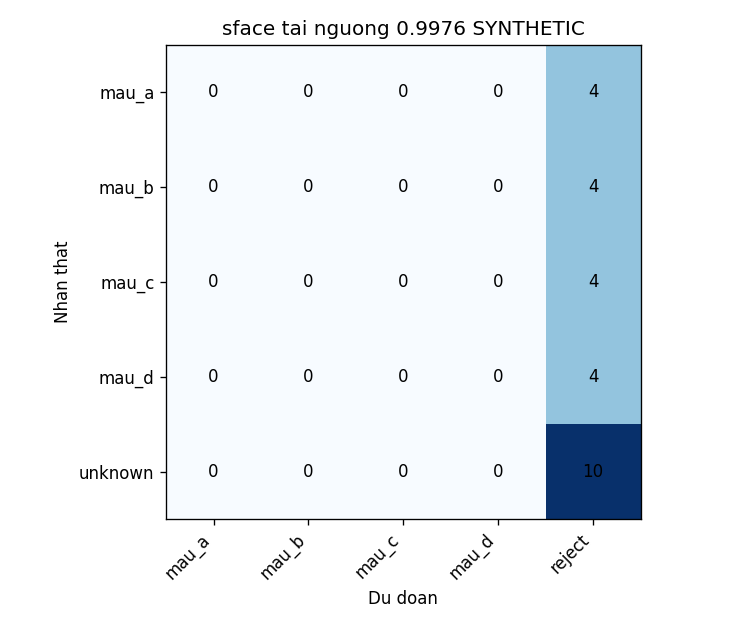 sface tai nguong 0.9976 SYNTHETIC
mau_a 0 0 0 0 4
mau_b 0 0 0 0 4
mau_c 0 0 0 0 4
mau_d 0 0 0 0 4
unknown 0 0 0 0 10
Nhan that
mau_a mau_b mau_c mau_d reject
Du doan